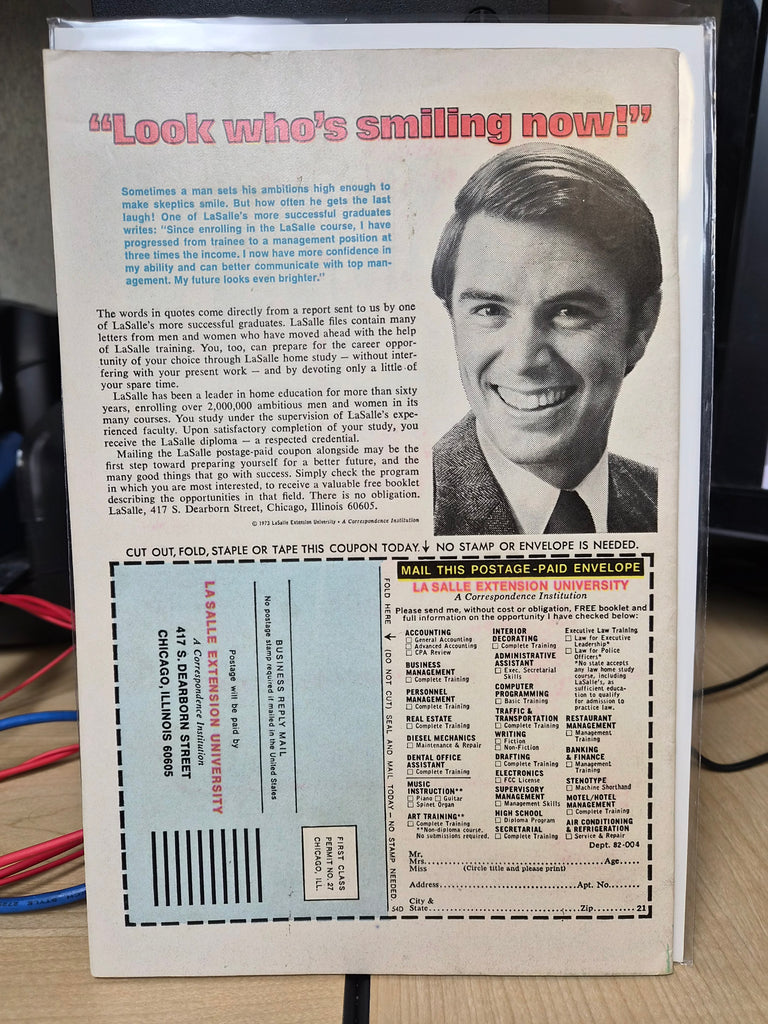 “Look who's smiling now!”
Sometimes a man sets his ambitions high enough to
make skeptics smile. But how often he gets the last
laugh! One of LaSalle's more successful graduates
writes: “Since enrolling in the LaSalle course, I have
progressed from trainee to a management position at
three times the income. I now have more confidence in
my ability and can better communicate with top man-
agement. My future looks even brighter.”
The words in quotes come directly from a report sent to us by one
of LaSalle's more successful graduates. LaSalle files contain many
letters from men and women who have moved ahead with the help
of LaSalle training. You, too, can prepare for the career oppor-
tunity of your choice through LaSalle home study — without inter-
fering with your present work — and by devoting only a little of
your spare time.
LaSalle has been a leader in home education for more than sixty
years, enrolling over 2,000,000 ambitious men and women in its
many courses. You study under the supervision of LaSalle's expe-
rienced faculty. Upon satisfactory completion of your study, you
receive the LaSalle diploma — a respected credential.
Mailing the LaSalle postage-paid coupon alongside may be the
first step toward preparing yourself for a better future, and the
many good things that go with success. Simply check the program
in which you are most interested, to receive a valuable free booklet
describing the opportunities in that field. There is no obligation.
LaSalle, 417 S. Dearborn Street, Chicago, Illinois 60605.
© 1973 LaSalle Extension University • A Correspondence Institution
CUT OUT, FOLD, STAPLE OR TAPE THIS COUPON TODAY. ↓ NO STAMP OR ENVELOPE IS NEEDED.
BUSINESS REPLY MAIL
No postage stamp required if mailed in the United States
Postage will be paid by
LA SALLE EXTENSION UNIVERSITY
A Correspondence Institution
417 S. DEARBORN STREET
CHICAGO, ILLINOIS 60605
FIRST CLASS
PERMIT NO. 27
CHICAGO, ILL.
FOLD HERE → (DO NOT CUT) SEAL AND MAIL TODAY — NO STAMP NEEDED.
54D
MAIL THIS POSTAGE-PAID ENVELOPE
LA SALLE EXTENSION UNIVERSITY
A Correspondence Institution
Please send me, without cost or obligation, FREE booklet and
full information on the opportunity I have checked below:
ACCOUNTING
☐ General Accounting
☐ Advanced Accounting
☐ CPA Review
BUSINESS
MANAGEMENT
☐ Complete Training
PERSONNEL
MANAGEMENT
☐ Complete Training
REAL ESTATE
☐ Complete Training
DIESEL MECHANICS
☐ Maintenance & Repair
DENTAL OFFICE
ASSISTANT
☐ Complete Training
MUSIC
INSTRUCTION**
☐ Piano ☐ Guitar
☐ Spinet Organ
ART TRAINING**
☐ Complete Training
**Non-diploma course.
No submissions required.
INTERIOR
DECORATING
☐ Complete Training
ADMINISTRATIVE
ASSISTANT
☐ Exec. Secretarial
Skills
COMPUTER
PROGRAMMING
☐ Basic Training
TRAFFIC &
TRANSPORTATION
☐ Complete Training
WRITING
☐ Fiction
☐ Non-Fiction
DRAFTING
☐ Complete Training
ELECTRONICS
☐ FCC License
SUPERVISORY
MANAGEMENT
☐ Management Skills
HIGH SCHOOL
☐ Diploma Program
SECRETARIAL
☐ Complete Training
Executive Law Training
☐ Law for Executive
Leadership*
☐ Law for Police
Officers*
*No state accepts
any law home study
course, including
LaSalle's, as
sufficient educa-
tion to qualify
for admission to
practice law.
RESTAURANT
MANAGEMENT
☐ Management
Training
BANKING
& FINANCE
☐ Management
Training
STENOTYPE
☐ Machine Shorthand
MOTEL/HOTEL
MANAGEMENT
☐ Complete Training
AIR CONDITIONING
& REFRIGERATION
☐ Service & Repair
Dept. 82-004
Mr.
Mrs. Age
Miss (Circle title and please print)
Address Apt. No.
City &
State Zip 21